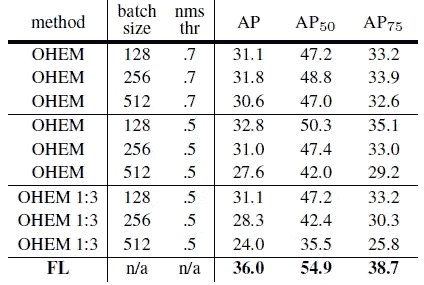 method batch size nms thr AP AP50 AP75
OHEM 128 .7 31.1 47.2 33.2
OHEM 256 .7 31.8 48.8 33.9
OHEM 512 .7 30.6 47.0 32.6
OHEM 128 .5 32.8 50.3 35.1
OHEM 256 .5 31.0 47.4 33.0
OHEM 512 .5 27.6 42.0 29.2
OHEM 1:3 128 .5 31.1 47.2 33.2
OHEM 1:3 256 .5 28.3 42.4 30.3
OHEM 1:3 512 .5 24.0 35.5 25.8
FL n/a n/a 36.0 54.9 38.7